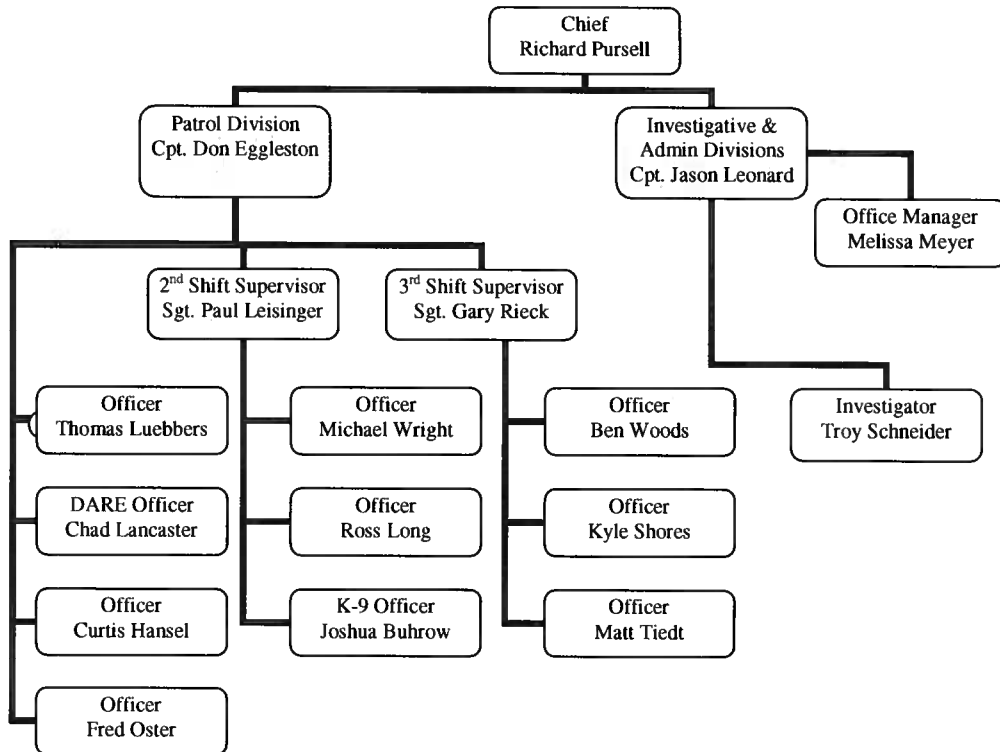 Chief
Richard Pursell
Patrol Division
Cpt. Don Eggleston
Investigative &
Admin Divisions
Cpt. Jason Leonard
Office Manager
Melissa Meyer
2nd Shift Supervisor
Sgt. Paul Leisinger
3rd Shift Supervisor
Sgt. Gary Rieck
Officer
Thomas Luebbers
Officer
Michael Wright
Officer
Ben Woods
Investigator
Troy Schneider
DARE Officer
Chad Lancaster
Officer
Ross Long
Officer
Kyle Shores
Officer
Curtis Hansel
K-9 Officer
Joshua Buhrow
Officer
Matt Tiedt
Officer
Fred Oster